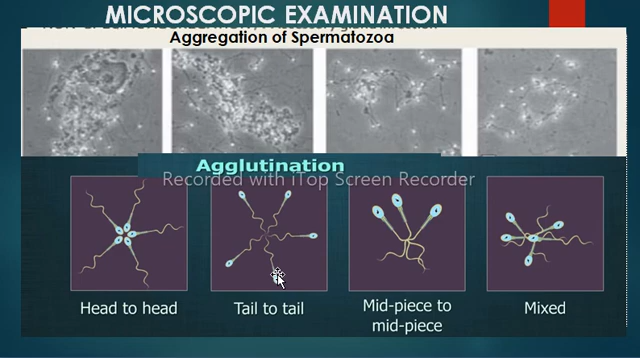 MICROSCOPIC EXAMINATION
Aggregation of Spermatozoa
Agglutination
Recorded with iTop Screen Recorder
Head to head
Tail to tail
Mid-piece to
mid-piece
Mixed